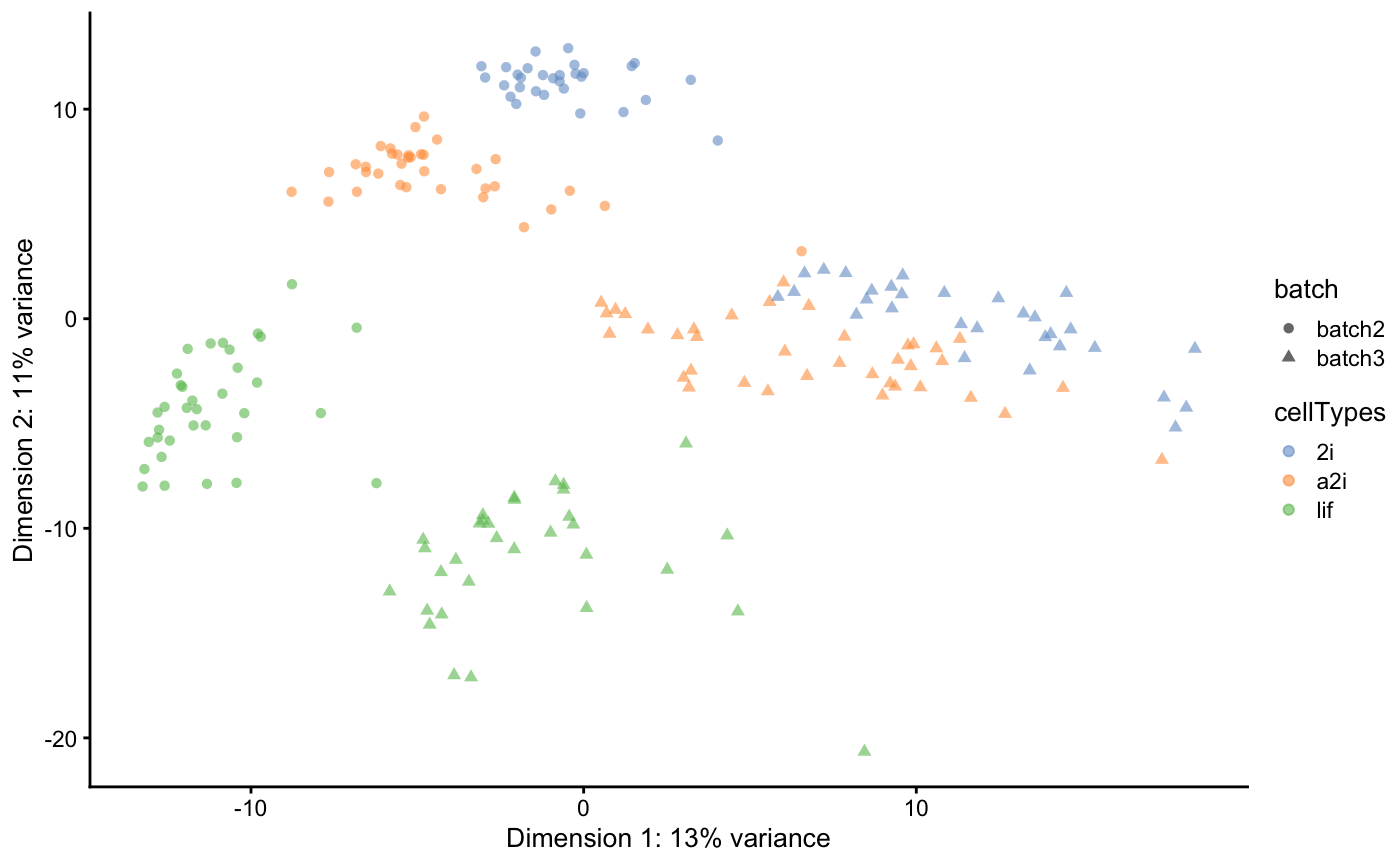 10
0
-10
-20
Dimension 2: 11% variance
-10
0
10
Dimension 1: 13% variance
batch
batch2
batch3
cellTypes
2i
a2i
lif